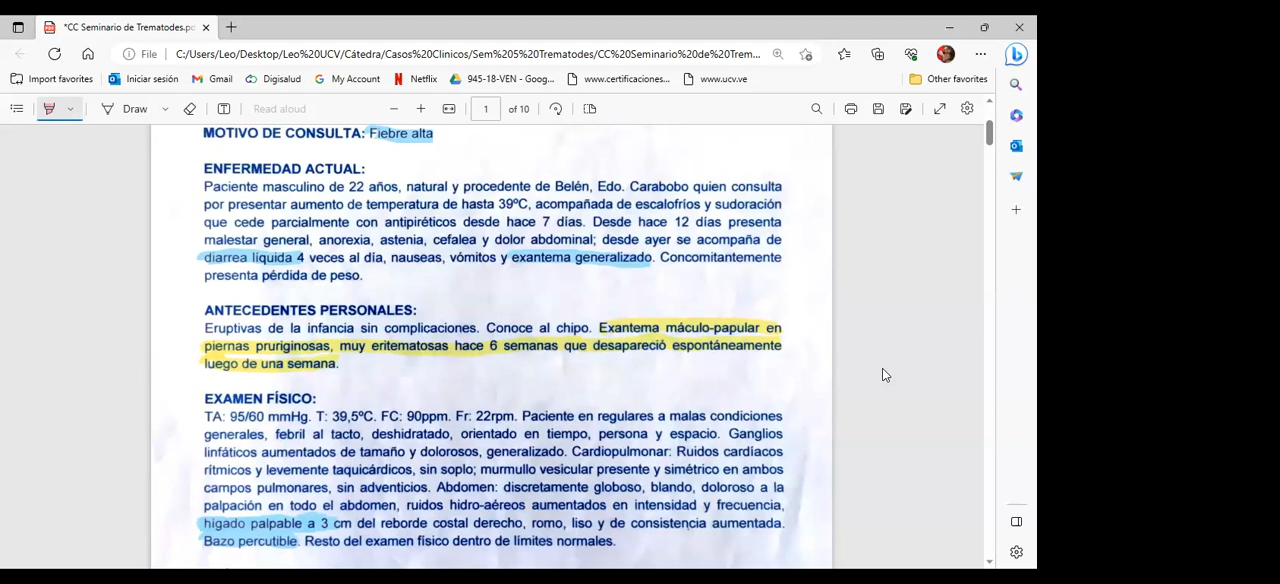 *CC Seminario de Trematodes.pd
File
C:/Users/Leo/Desktop/Leo%20UCV/Cátedra/Casos%20Clinicos/Sem%205%20Trematodes/CC%20Seminario%20de%20Trem...
Import favorites Iniciar sesión Gmail Digisalud My Account Netflix 945-18-VEN - Goog... www.certificaciones... www.ucv.ve Other favorites
Draw Read aloud 1 of 10
MOTIVO DE CONSULTA: Fiebre alta
ENFERMEDAD ACTUAL:
Paciente masculino de 22 años, natural y procedente de Belén, Edo. Carabobo quien consulta
por presentar aumento de temperatura de hasta 39ºC, acompañada de escalofríos y sudoración
que cede parcialmente con antipiréticos desde hace 7 días. Desde hace 12 días presenta
malestar general, anorexia, astenia, cefalea y dolor abdominal; desde ayer se acompaña de
diarrea líquida 4 veces al día, nauseas, vómitos y exantema generalizado. Concomitantemente
presenta pérdida de peso.
ANTECEDENTES PERSONALES:
Eruptivas de la infancia sin complicaciones. Conoce al chipo. Exantema máculo-papular en
piernas pruriginosas, muy eritematosas hace 6 semanas que desapareció espontáneamente
luego de una semana.
EXAMEN FÍSICO:
TA: 95/60 mmHg. T: 39,5ºC. FC: 90ppm. Fr: 22rpm. Paciente en regulares a malas condiciones
generales, febril al tacto, deshidratado, orientado en tiempo, persona y espacio. Ganglios
linfáticos aumentados de tamaño y dolorosos, generalizado. Cardiopulmonar: Ruidos cardíacos
rítmicos y levemente taquicárdicos, sin soplo; murmullo vesicular presente y simétrico en ambos
campos pulmonares, sin adventicios. Abdomen: discretamente globoso, blando, doloroso a la
palpación en todo el abdomen, ruidos hidro-aéreos aumentados en intensidad y frecuencia,
hígado palpable a 3 cm del reborde costal derecho, romo, liso y de consistencia aumentada.
Bazo percutible. Resto del examen físico dentro de límites normales.